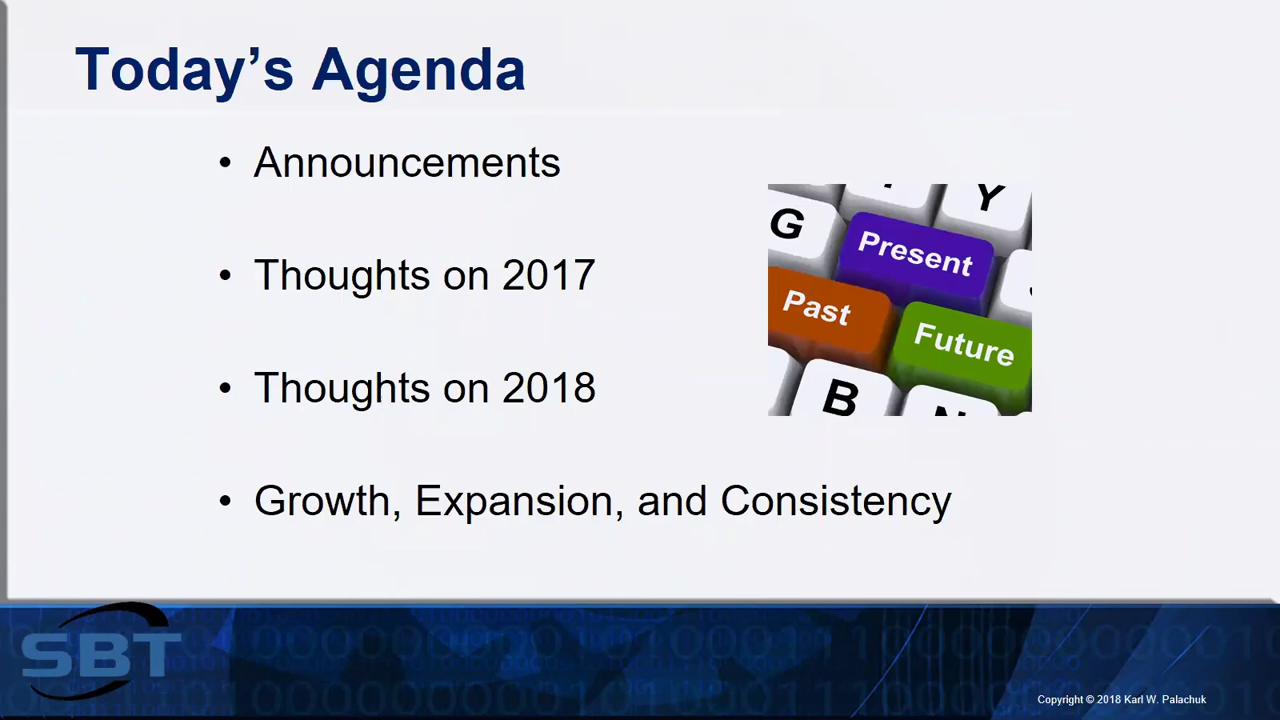 Today’s Agenda
• Announcements
• Thoughts on 2017
• Thoughts on 2018
• Growth, Expansion, and Consistency
Y
G
Present
Past
Future
B
SBT
Copyright © 2018 Karl W. Palachuk